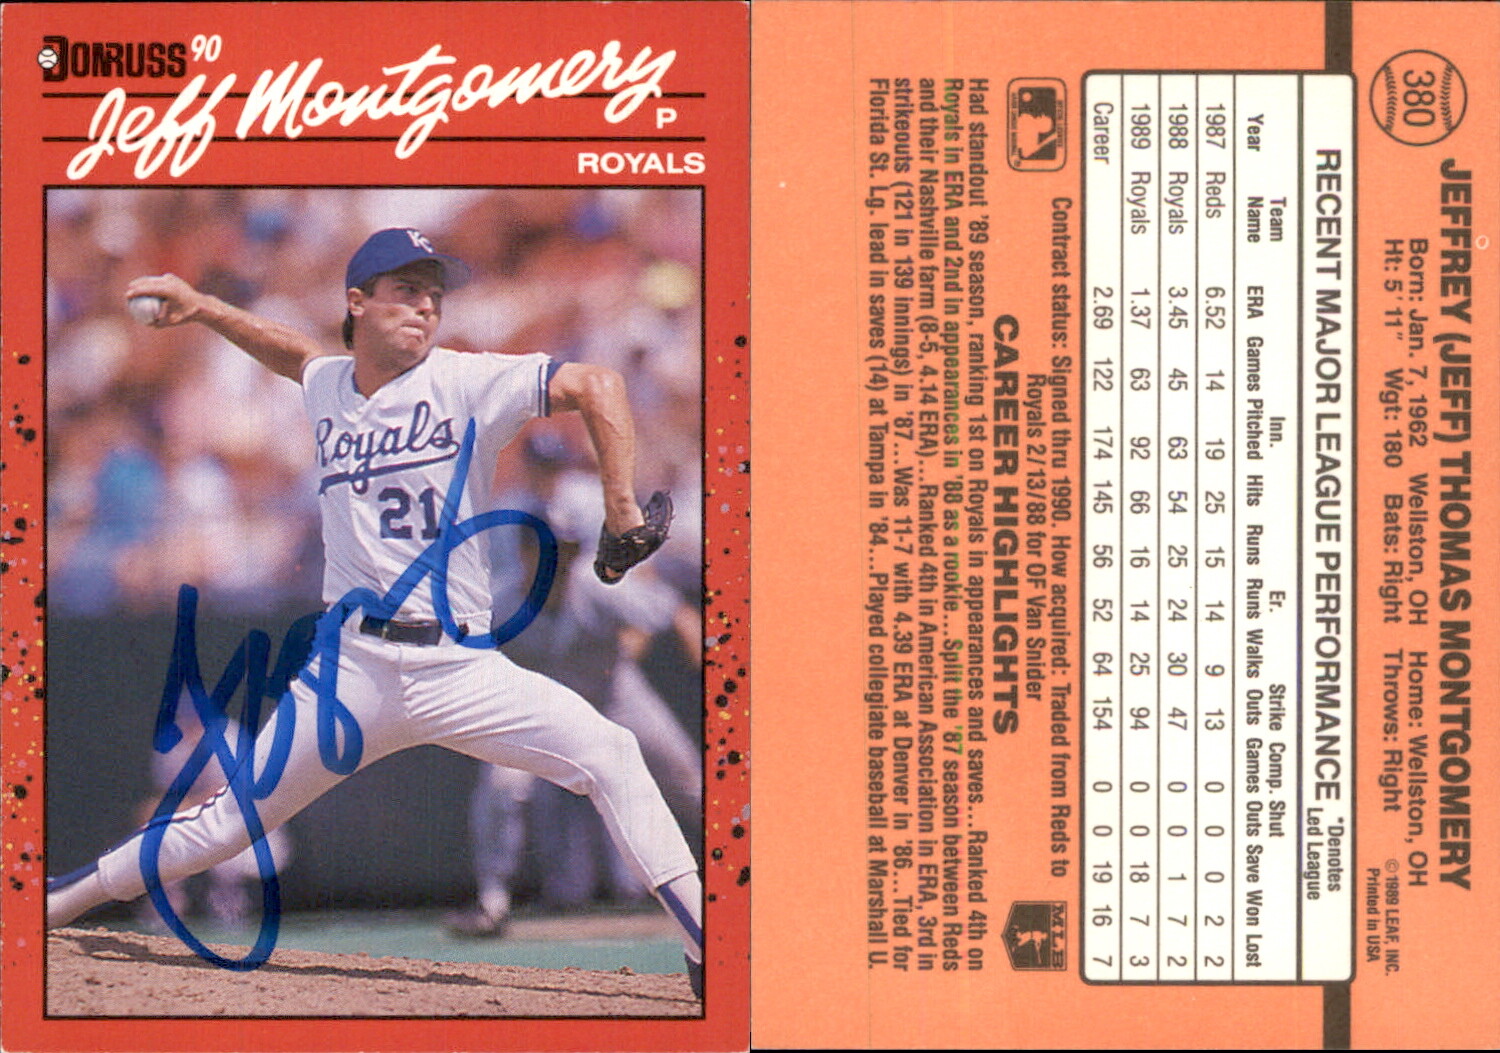 DONRUSS 90
Jeff Montgomery
P
ROYALS
KC
Royals
21
380
JEFFREY (JEFF) THOMAS MONTGOMERY
Born: Jan. 7, 1962 Wellston, OH Home: Wellston, OH
Ht: 5' 11" Wgt: 180 Bats: Right Throws: Right
© 1989 LEAF, INC.
Printed in USA
RECENT MAJOR LEAGUE PERFORMANCE
*Denotes
Led League
Year Team Name ERA Games Inn. Pitched Hits Runs Er. Runs Walks Strike Outs Comp. Games Shut Outs Save Won Lost
1987 Reds 6.52 14 19 25 15 14 9 13 0 0 0 2 2
1988 Royals 3.45 45 63 54 25 24 30 47 0 0 1 7 2
1989 Royals 1.37 63 92 66 16 14 25 94 0 0 18 7 3
Career 2.69 122 174 145 56 52 64 154 0 0 19 16 7
Contract status: Signed thru 1990. How acquired: Traded from Reds to
Royals 2/13/88 for OF Van Snider
MLB
CAREER HIGHLIGHTS
Had standout '89 season, ranking 1st on Royals in appearances and saves...Ranked 4th on
Royals in ERA and 2nd in appearances in '88 as a rookie... Split the '87 season between Reds
and their Nashville farm (8-5, 4.14 ERA)...Ranked 4th in American Association in ERA, 3rd in
strikeouts (121 in 139 innings) in '87...Was 11-7 with 4.39 ERA at Denver in '86...Tied for
Florida St. Lg. lead in saves (14) at Tampa in '84...Played collegiate baseball at Marshall U.